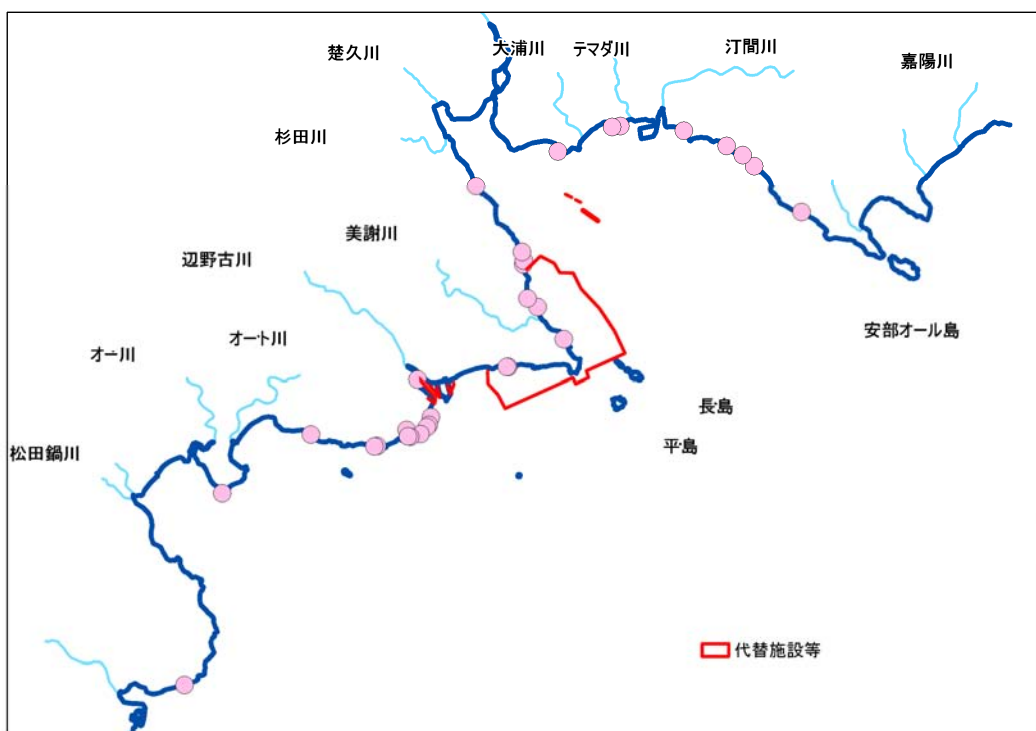 楚久川
大浦川
テマダ川
汀間川
嘉陽川
杉田川
美謝川
辺野古川
オー川
オート川
安部オール島
長島
平島
松田鍋川
代替施設等